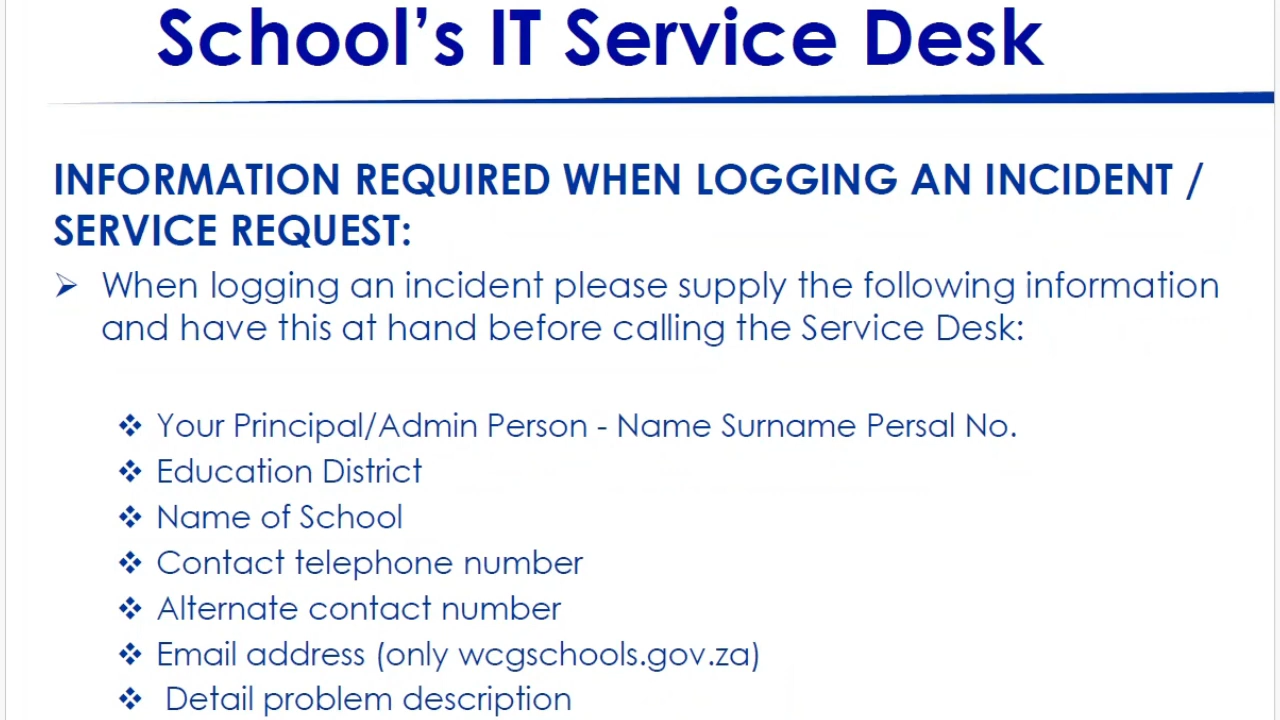 School’s IT Service Desk
INFORMATION REQUIRED WHEN LOGGING AN INCIDENT /
SERVICE REQUEST:
➢ When logging an incident please supply the following information
and have this at hand before calling the Service Desk:
❖ Your Principal/Admin Person - Name Surname Persal No.
❖ Education District
❖ Name of School
❖ Contact telephone number
❖ Alternate contact number
❖ Email address (only wcgschools.gov.za)
❖ Detail problem description